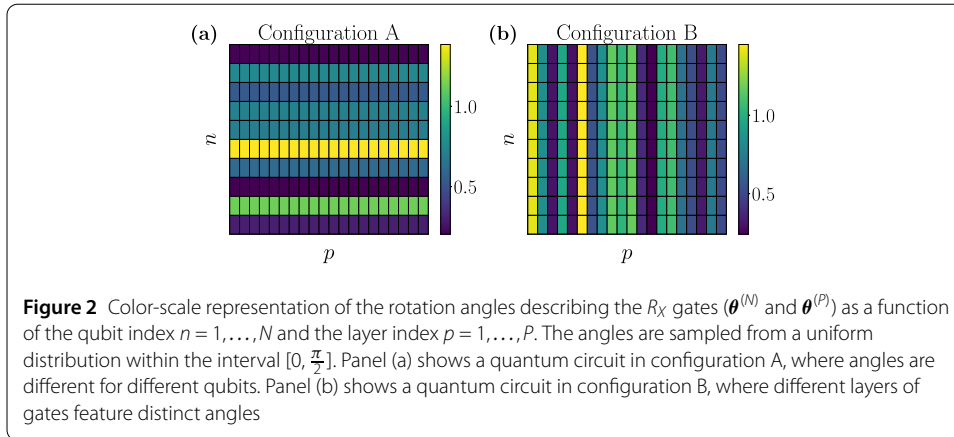 (a) Configuration A
(b) Configuration B
n
1.0
0.5
p
n
1.0
0.5
p
Figure 2 Color-scale representation of the rotation angles describing the R_X gates (θ^(N) and θ^(P)) as a function
of the qubit index n = 1,...,N and the layer index p = 1,...,P. The angles are sampled from a uniform
distribution within the interval [0, π/2]. Panel (a) shows a quantum circuit in configuration A, where angles are
different for different qubits. Panel (b) shows a quantum circuit in configuration B, where different layers of
gates feature distinct angles